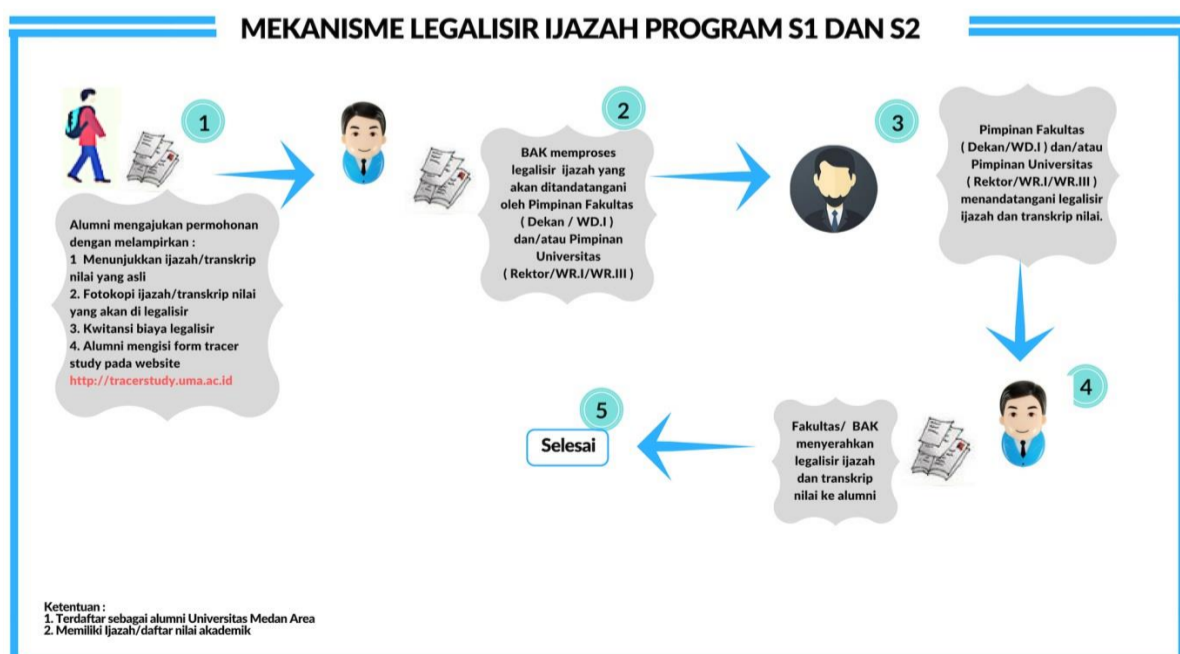 MEKANISME LEGALISIR IJAZAH PROGRAM S1 DAN S2
1
Alumni mengajukan permohonan
dengan melampirkan :
1 Menunjukkan ijazah/transkrip
nilai yang asli
2. Fotokopi ijazah/transkrip nilai
yang akan di legalisir
3. Kwitansi biaya legalisir
4. Alumni mengisi form tracer
study pada website
http://tracerstudy.uma.ac.id
2
BAK memproses
legalisir ijazah yang
akan ditandatangani
oleh Pimpinan Fakultas
( Dekan / WD.I )
dan/atau Pimpinan
Universitas
( Rektor/WR.I/WR.III )
3
Pimpinan Fakultas
( Dekan/WD.I ) dan/atau
Pimpinan Universitas
( Rektor/WR.I/WR.III )
menandatangani legalisir
ijazah dan transkrip nilai.
4
Fakultas/ BAK
menyerahkan
legalisir ijazah
dan transkrip
nilai ke alumni
5
Selesai
Ketentuan :
1. Terdaftar sebagai alumni Universitas Medan Area
2. Memiliki Ijazah/daftar nilai akademik